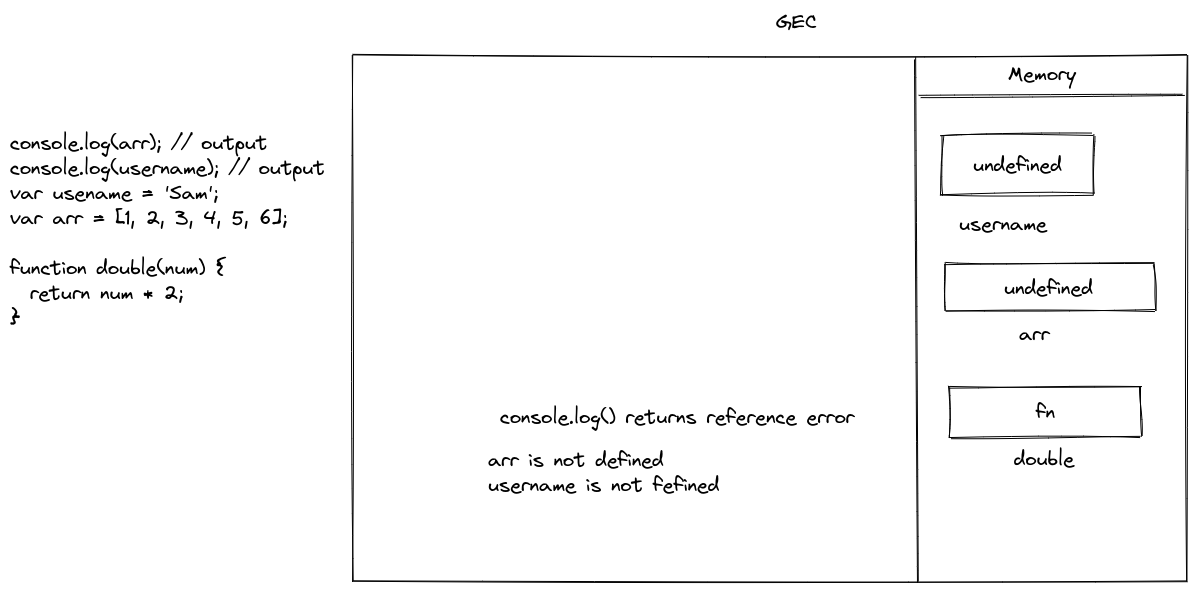 GEC
console.log(arr); // output
console.log(username); // output
var usename = 'Sam';
var arr = [1, 2, 3, 4, 5, 6];
function double(num) {
return num * 2;
}
console.log() returns reference error
arr is not defined
username is not fefined
Memory
undefined
username
undefined
arr
fn
double